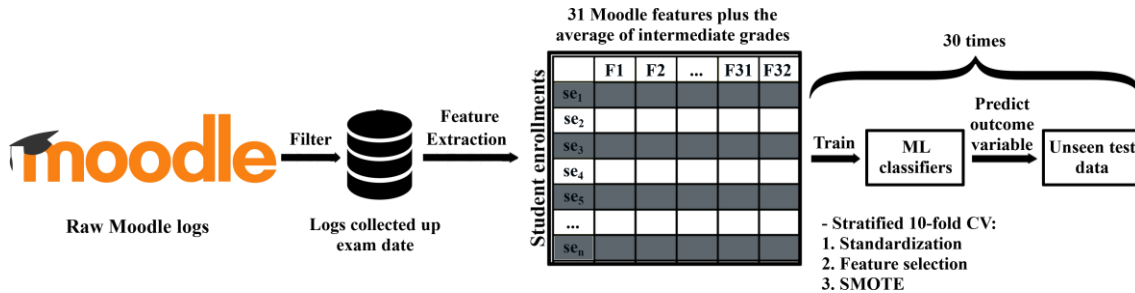 31 Moodle features plus the
average of intermediate grades
30 times
F1 F2 ... F31 F32
Student enrollments
se1
se2
se3
se4
se5
...
sen
moodle
Filter
Feature
Extraction
Train
ML
classifiers
Predict
outcome
variable
Unseen test
data
Raw Moodle logs
Logs collected up
exam date
- Stratified 10-fold CV:
1. Standardization
2. Feature selection
3. SMOTE